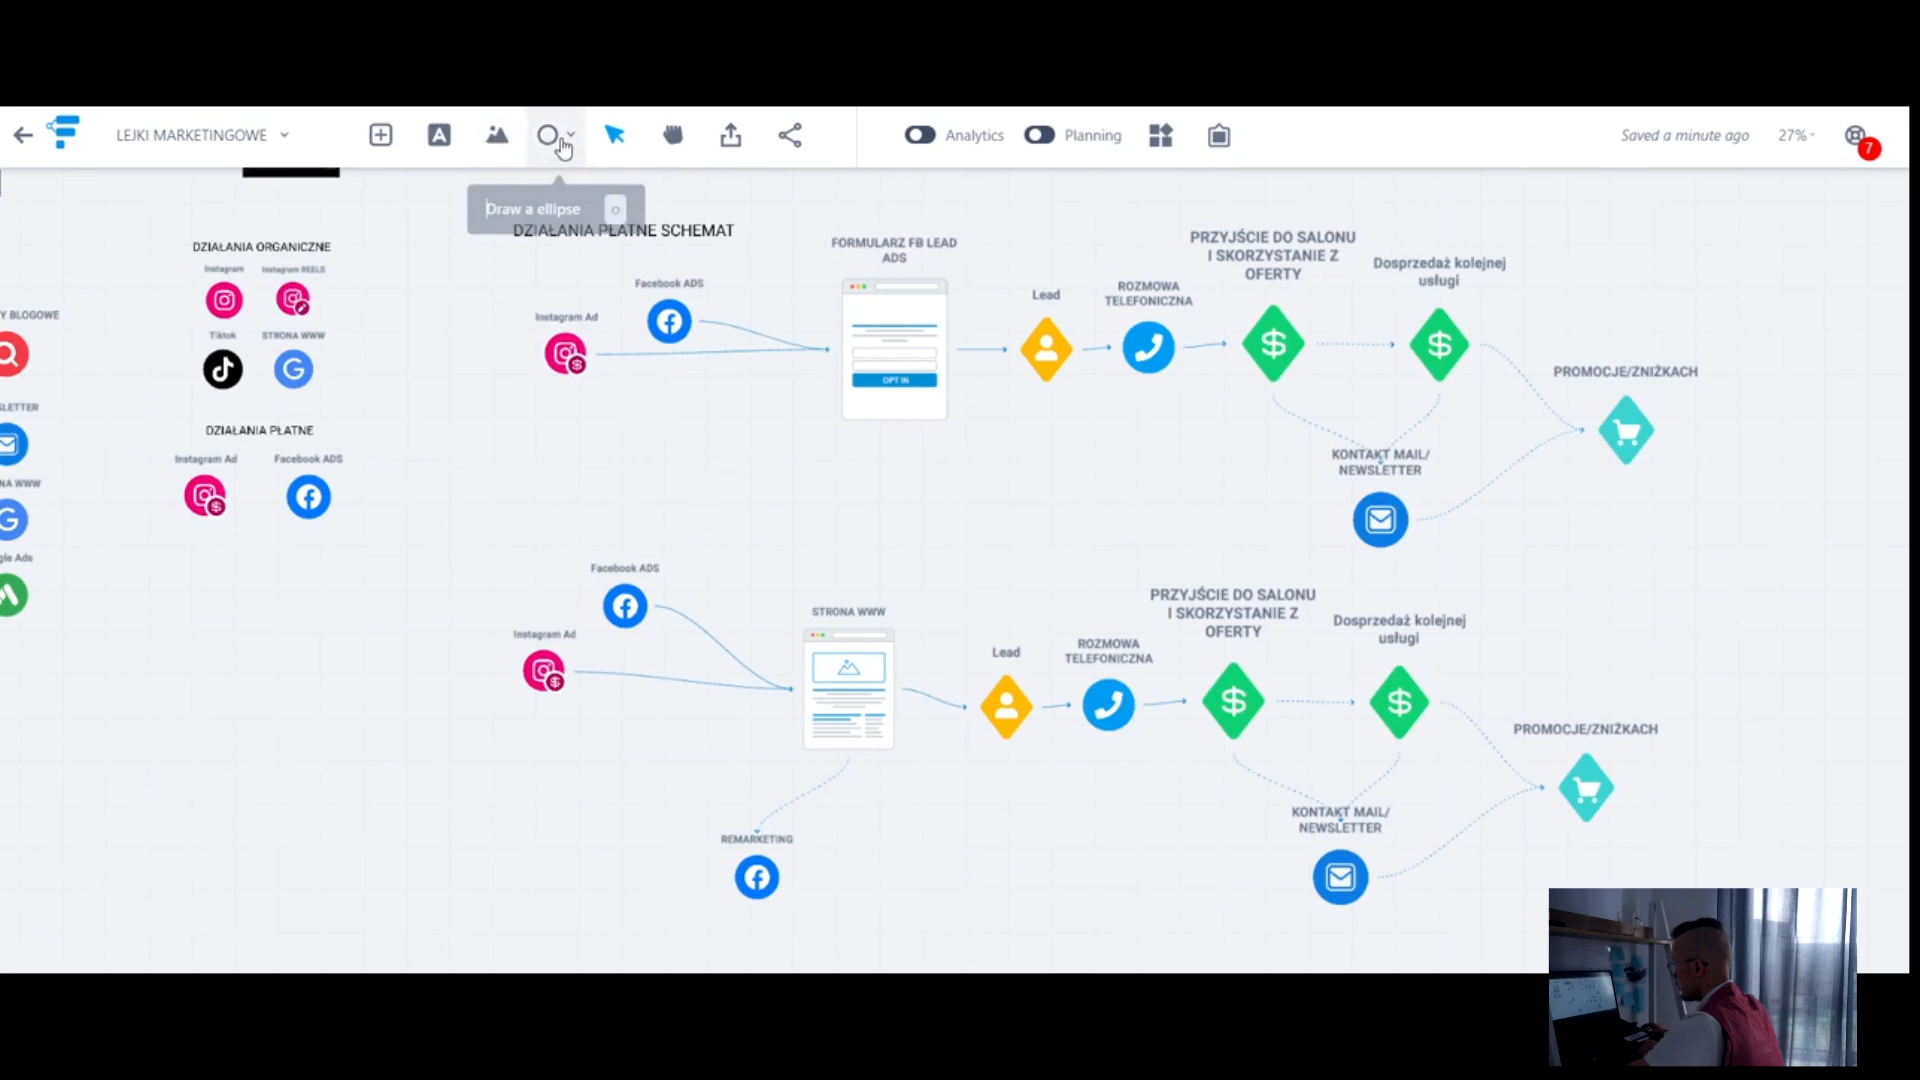 LEJKI MARKETINGOWE
A
Analytics
Planning
Saved a minute ago
27%
7
Draw a ellipse
o
DZIAŁANIA PŁATNE SCHEMAT
DZIAŁANIA ORGANICZNE
Instagram
Instagram REELS
Tiktok
STRONA WWW
Y BLOGOWE
SLETTER
NA WWW
gle Ads
DZIAŁANIA PŁATNE
Instagram Ad
Facebook ADS
Facebook ADS
Instagram Ad
FORMULARZ FB LEAD
ADS
OPT IN
Lead
ROZMOWA
TELEFONICZNA
PRZYJŚCIE DO SALONU
I SKORZYSTANIE Z
OFERTY
Dosprzedaż kolejnej
usługi
PROMOCJE/ZNIŻKACH
KONTAKT MAIL/
NEWSLETTER
Facebook ADS
Instagram Ad
STRONA WWW
Lead
ROZMOWA
TELEFONICZNA
PRZYJŚCIE DO SALONU
I SKORZYSTANIE Z
OFERTY
Dosprzedaż kolejnej
usługi
PROMOCJE/ZNIŻKACH
KONTAKT MAIL/
NEWSLETTER
REMARKETING